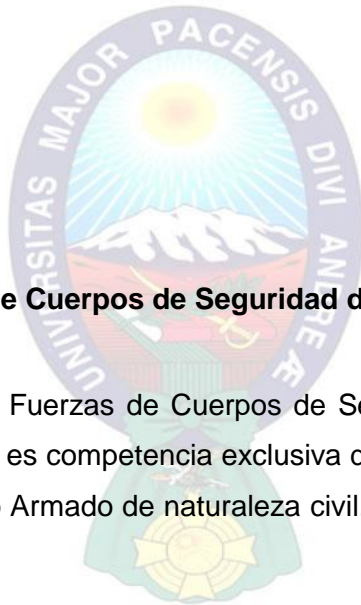 UNIVERSITAS MAJOR PACENSIS DIVI ANDREÆ
e Cuerpos de Seguridad d
Fuerzas de Cuerpos de Se
es competencia exclusiva d
o Armado de naturaleza civil